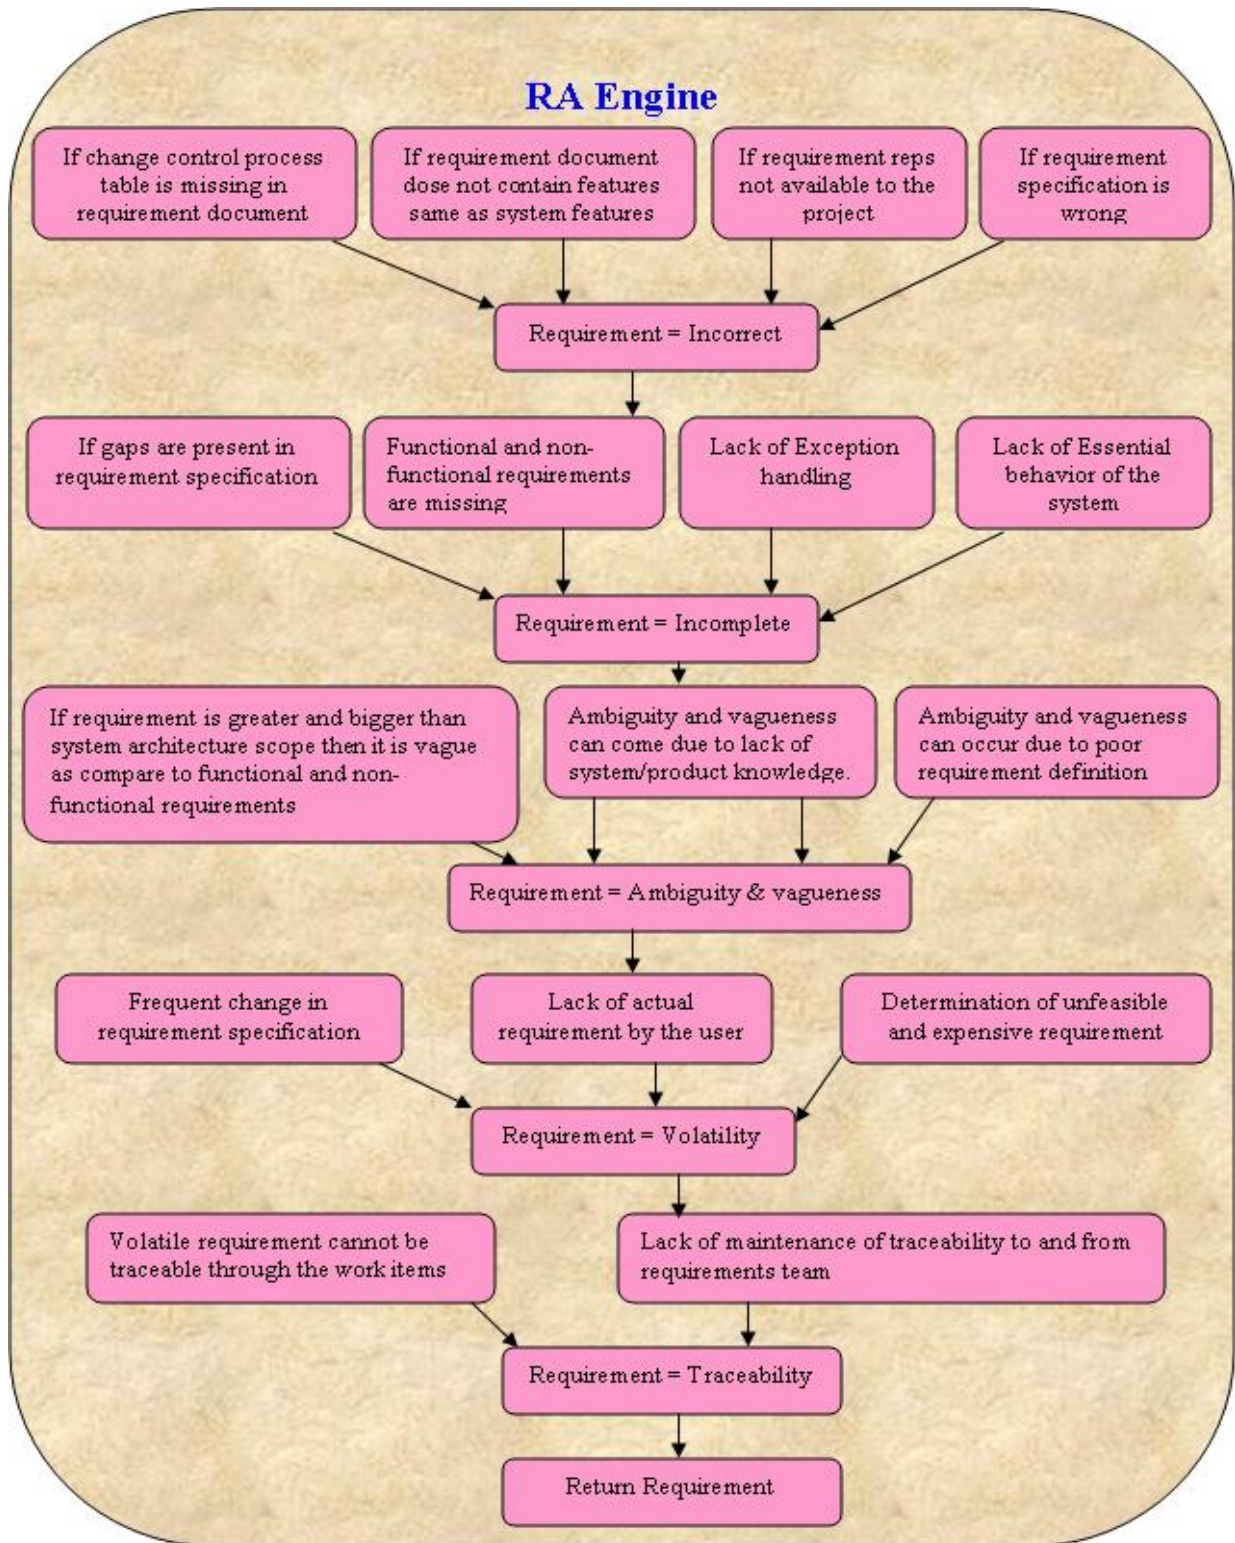 RA Engine
If change control process
table is missing in
requirement document
If requirement document
dose not contain features
same as system features
If requirement reps
not available to the
project
If requirement
specification is
wrong
Requirement = Incorrect
If gaps are present in
requirement specification
Functional and non-
functional requirements
are missing
Lack of Exception
handling
Lack of Essential
behavior of the
system
Requirement = Incomplete
If requirement is greater and bigger than
system architecture scope then it is vague
as compare to functional and non-
functional requirements
Ambiguity and vagueness
can come due to lack of
system/product knowledge.
Ambiguity and vagueness
can occur due to poor
requirement definition
Requirement = Ambiguity & vagueness
Frequent change in
requirement specification
Lack of actual
requirement by the user
Determination of unfeasible
and expensive requirement
Requirement = Volatility
Volatile requirement cannot be
traceable through the work items
Lack of maintenance of traceability to and from
requirements team
Requirement = Traceability
Return Requirement